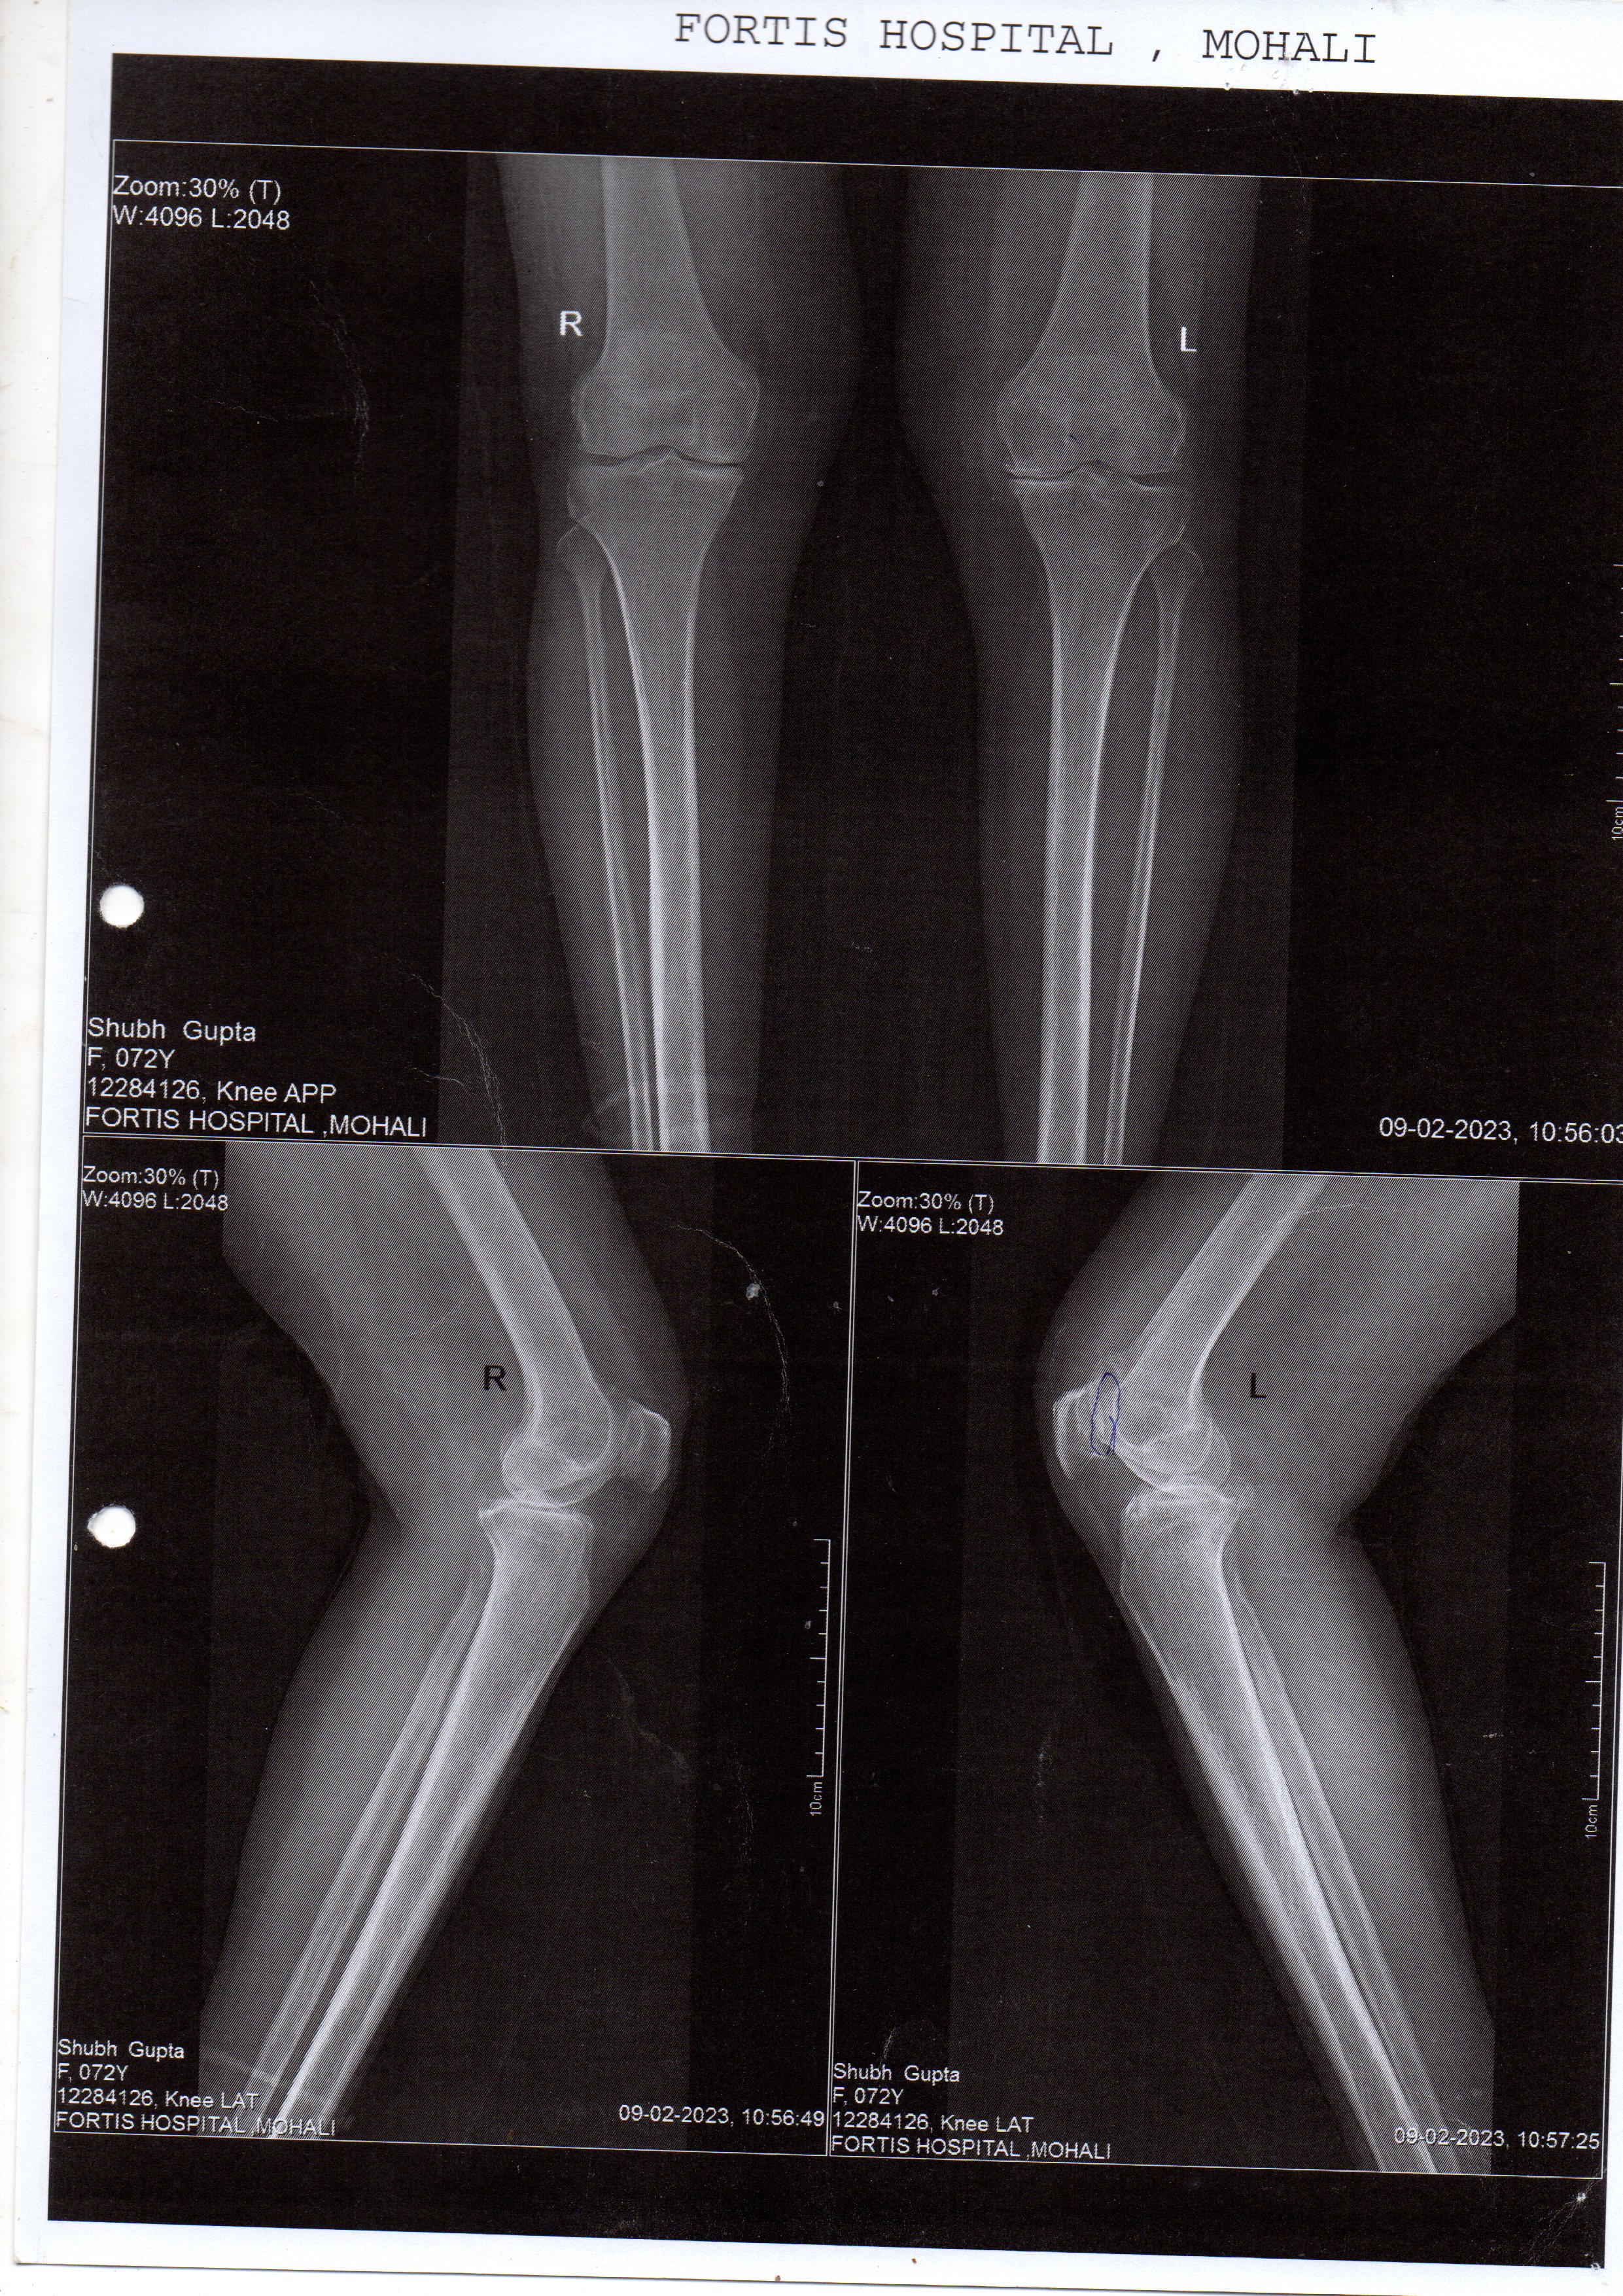 FORTIS HOSPITAL , MOHALI
Zoom:30% (T)
W:4096 L:2048
R
L
10cm
Shubh Gupta
F, 072Y
12284126, Knee APP
FORTIS HOSPITAL ,MOHALI
09-02-2023, 10:56:03
Zoom:30% (T)
W:4096 L:2048
R
10cm
Shubh Gupta
F, 072Y
12284126, Knee LAT
FORTIS HOSPITAL ,MOHALI
09-02-2023, 10:56:49
Zoom:30% (T)
W:4096 L:2048
L
10cm
Shubh Gupta
F, 072Y
12284126, Knee LAT
FORTIS HOSPITAL ,MOHALI
09-02-2023, 10:57:25